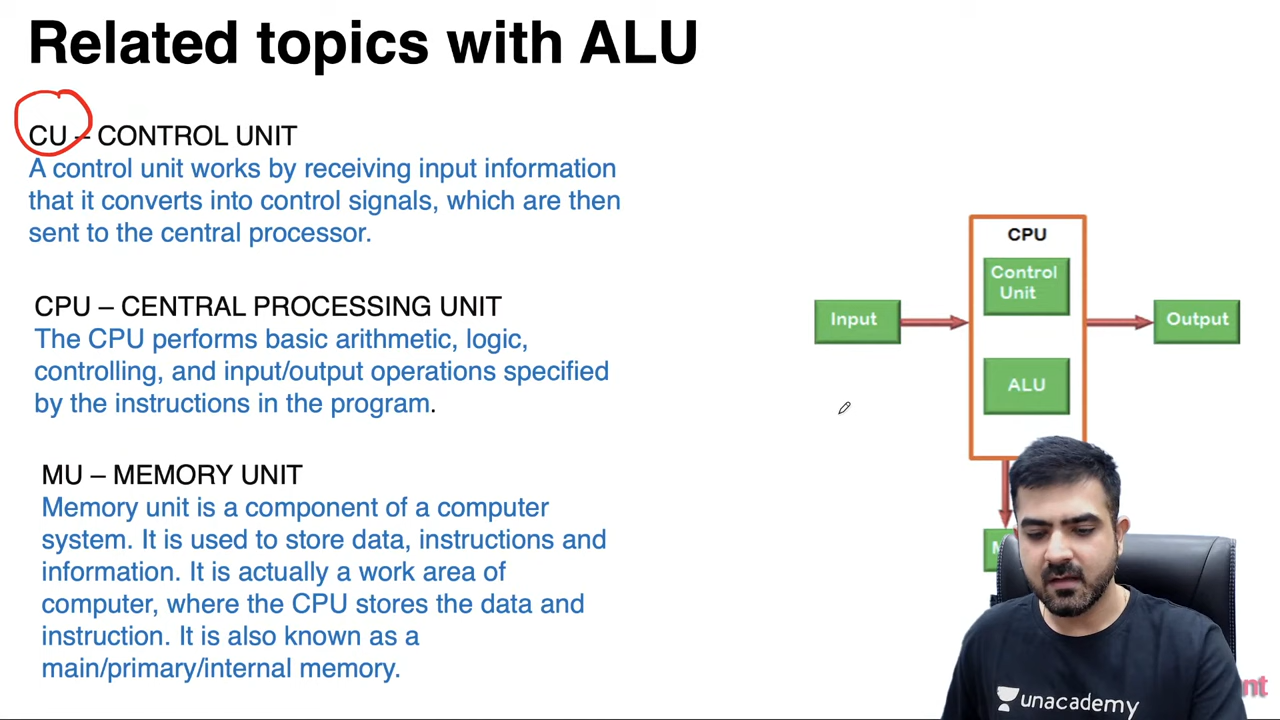 Related topics with ALU
CU – CONTROL UNIT
A control unit works by receiving input information
that it converts into control signals, which are then
sent to the central processor.
CPU – CENTRAL PROCESSING UNIT
The CPU performs basic arithmetic, logic,
controlling, and input/output operations specified
by the instructions in the program.
MU – MEMORY UNIT
Memory unit is a component of a computer
system. It is used to store data, instructions and
information. It is actually a work area of
computer, where the CPU stores the data and
instruction. It is also known as a
main/primary/internal memory.
CPU
Control
Unit
Input
Output
ALU
unacademy